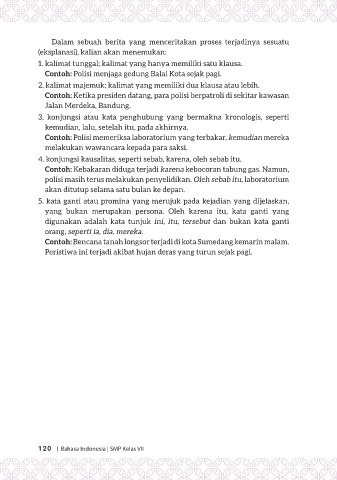 Dalam sebuah berita yang menceritakan proses terjadinya sesuatu
(eksplanasi), kalian akan menemukan:
1. kalimat tunggal; kalimat yang hanya memiliki satu klausa.
Contoh: Polisi menjaga gedung Balai Kota sejak pagi.
2. kalimat majemuk; kalimat yang memiliki dua klausa atau lebih.
Contoh: Ketika presiden datang, para polisi berpatroli di sekitar kawasan
Jalan Merdeka, Bandung.
3. konjungsi atau kata penghubung yang bermakna kronologis, seperti
kemudian, lalu, setelah itu, pada akhirnya.
Contoh: Polisi memeriksa laboratorium yang terbakar, kemudian mereka
melakukan wawancara kepada para saksi.
4. konjungsi kausalitas, seperti sebab, karena, oleh sebab itu.
Contoh: Kebakaran diduga terjadi karena kebocoran tabung gas. Namun,
polisi masih terus melakukan penyelidikan. Oleh sebab itu, laboratorium
akan ditutup selama satu bulan ke depan.
5. kata ganti atau promina yang merujuk pada kejadian yang dijelaskan,
yang bukan merupakan persona. Oleh karena itu, kata ganti yang
digunakan adalah kata tunjuk ini, itu, tersebut dan bukan kata ganti
orang, seperti ia, dia, mereka.
Contoh: Bencana tanah longsor terjadi di kota Sumedang kemarin malam.
Peristiwa ini terjadi akibat hujan deras yang turun sejak pagi.
120 | Bahasa Indonesia | SMP Kelas VII